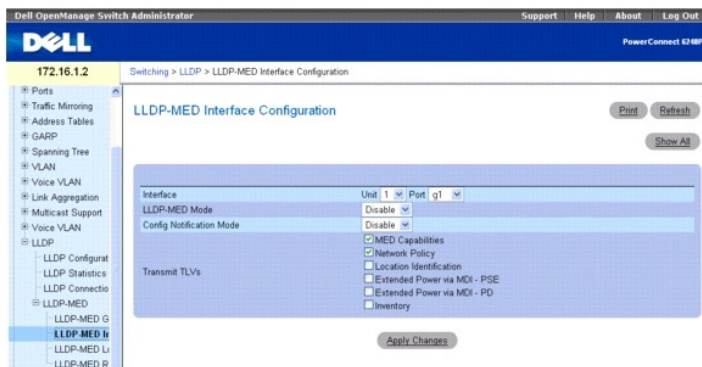 Dell OpenManage Switch Administrator
Support Help About Log Out
DELL
PowerConnect 6248P
172.16.1.2
Switching > LLDP > LLDP-MED Interface Configuration
Ports
Traffic Mirroring
Address Tables
GARP
Spanning Tree
VLAN
Voice VLAN
Link Aggregation
Multicast Support
Voice VLAN
LLDP
LLDP Configurat
LLDP Statistics
LLDP Connectio
LLDP-MED
LLDP-MED G
LLDP-MED In
LLDP-MED Lo
LLDP-MED R
LLDP-MED Interface Configuration
Print Refresh
Show All
Interface Unit 1 Port g1
LLDP-MED Mode Disable
Config Notification Mode Disable
Transmit TLVs
MED Capabilities
Network Policy
Location Identification
Extended Power via MDI - PSE
Extended Power via MDI - PD
Inventory
Apply Changes